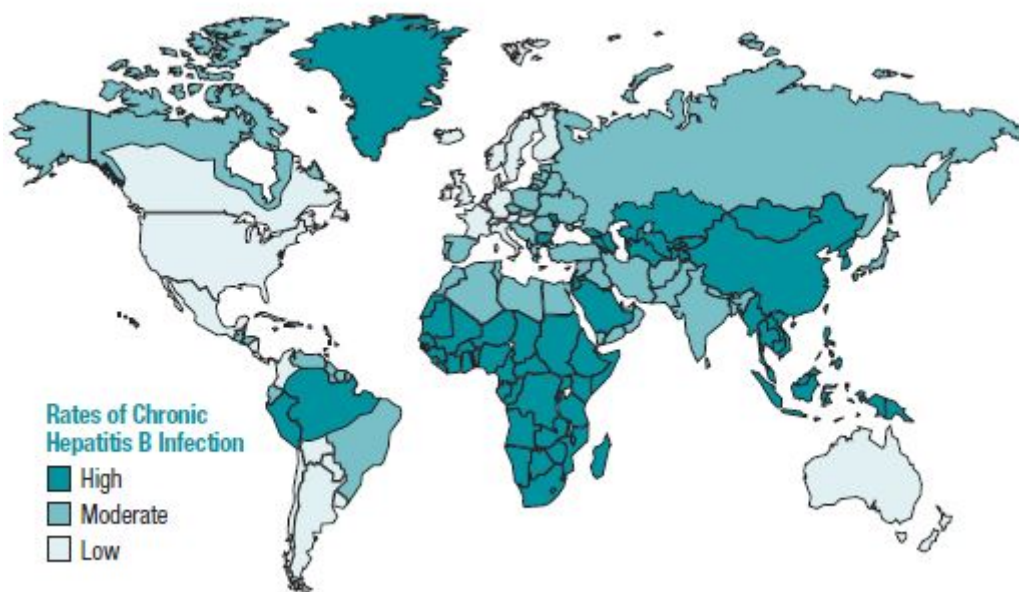 Rates of Chronic
Hepatitis B Infection
High
Moderate
Low